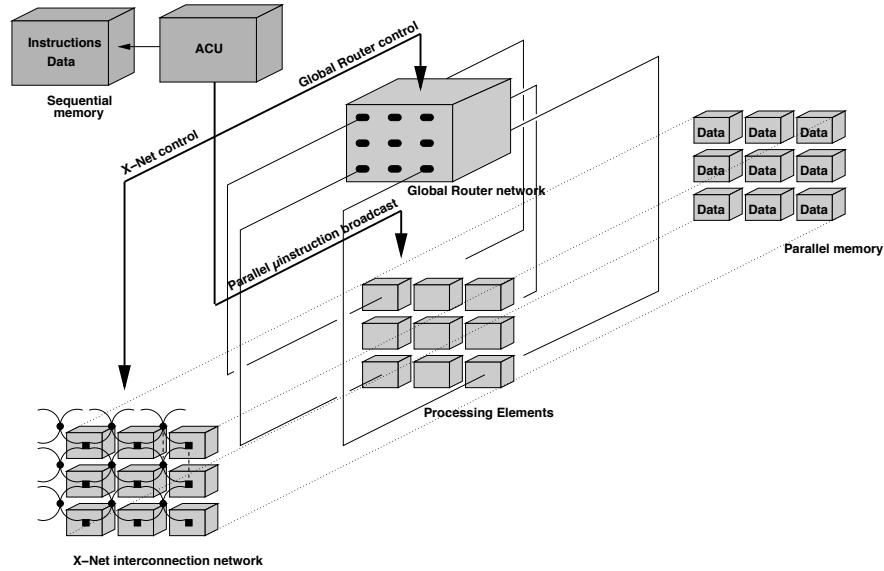 Instructions
Data
ACU
Sequential
memory
Global Router control
X-Net control
Global Router network
Parallel µinstruction broadcast
Data Data Data
Data Data Data
Data Data Data
Parallel memory
Processing Elements
X-Net interconnection network